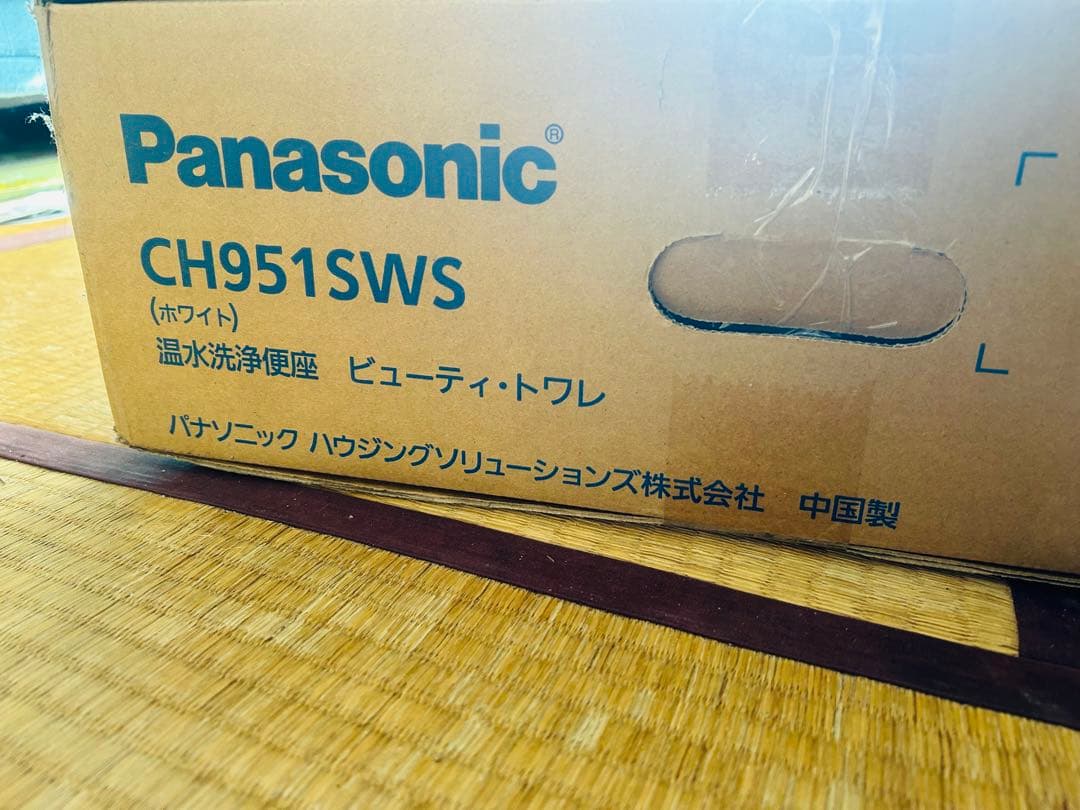 Panasonic®
CH951SWS
(ホワイト)
温水洗浄便座 ビューティ・トワレ
パナソニック ハウジングソリューションズ株式会社 中国製